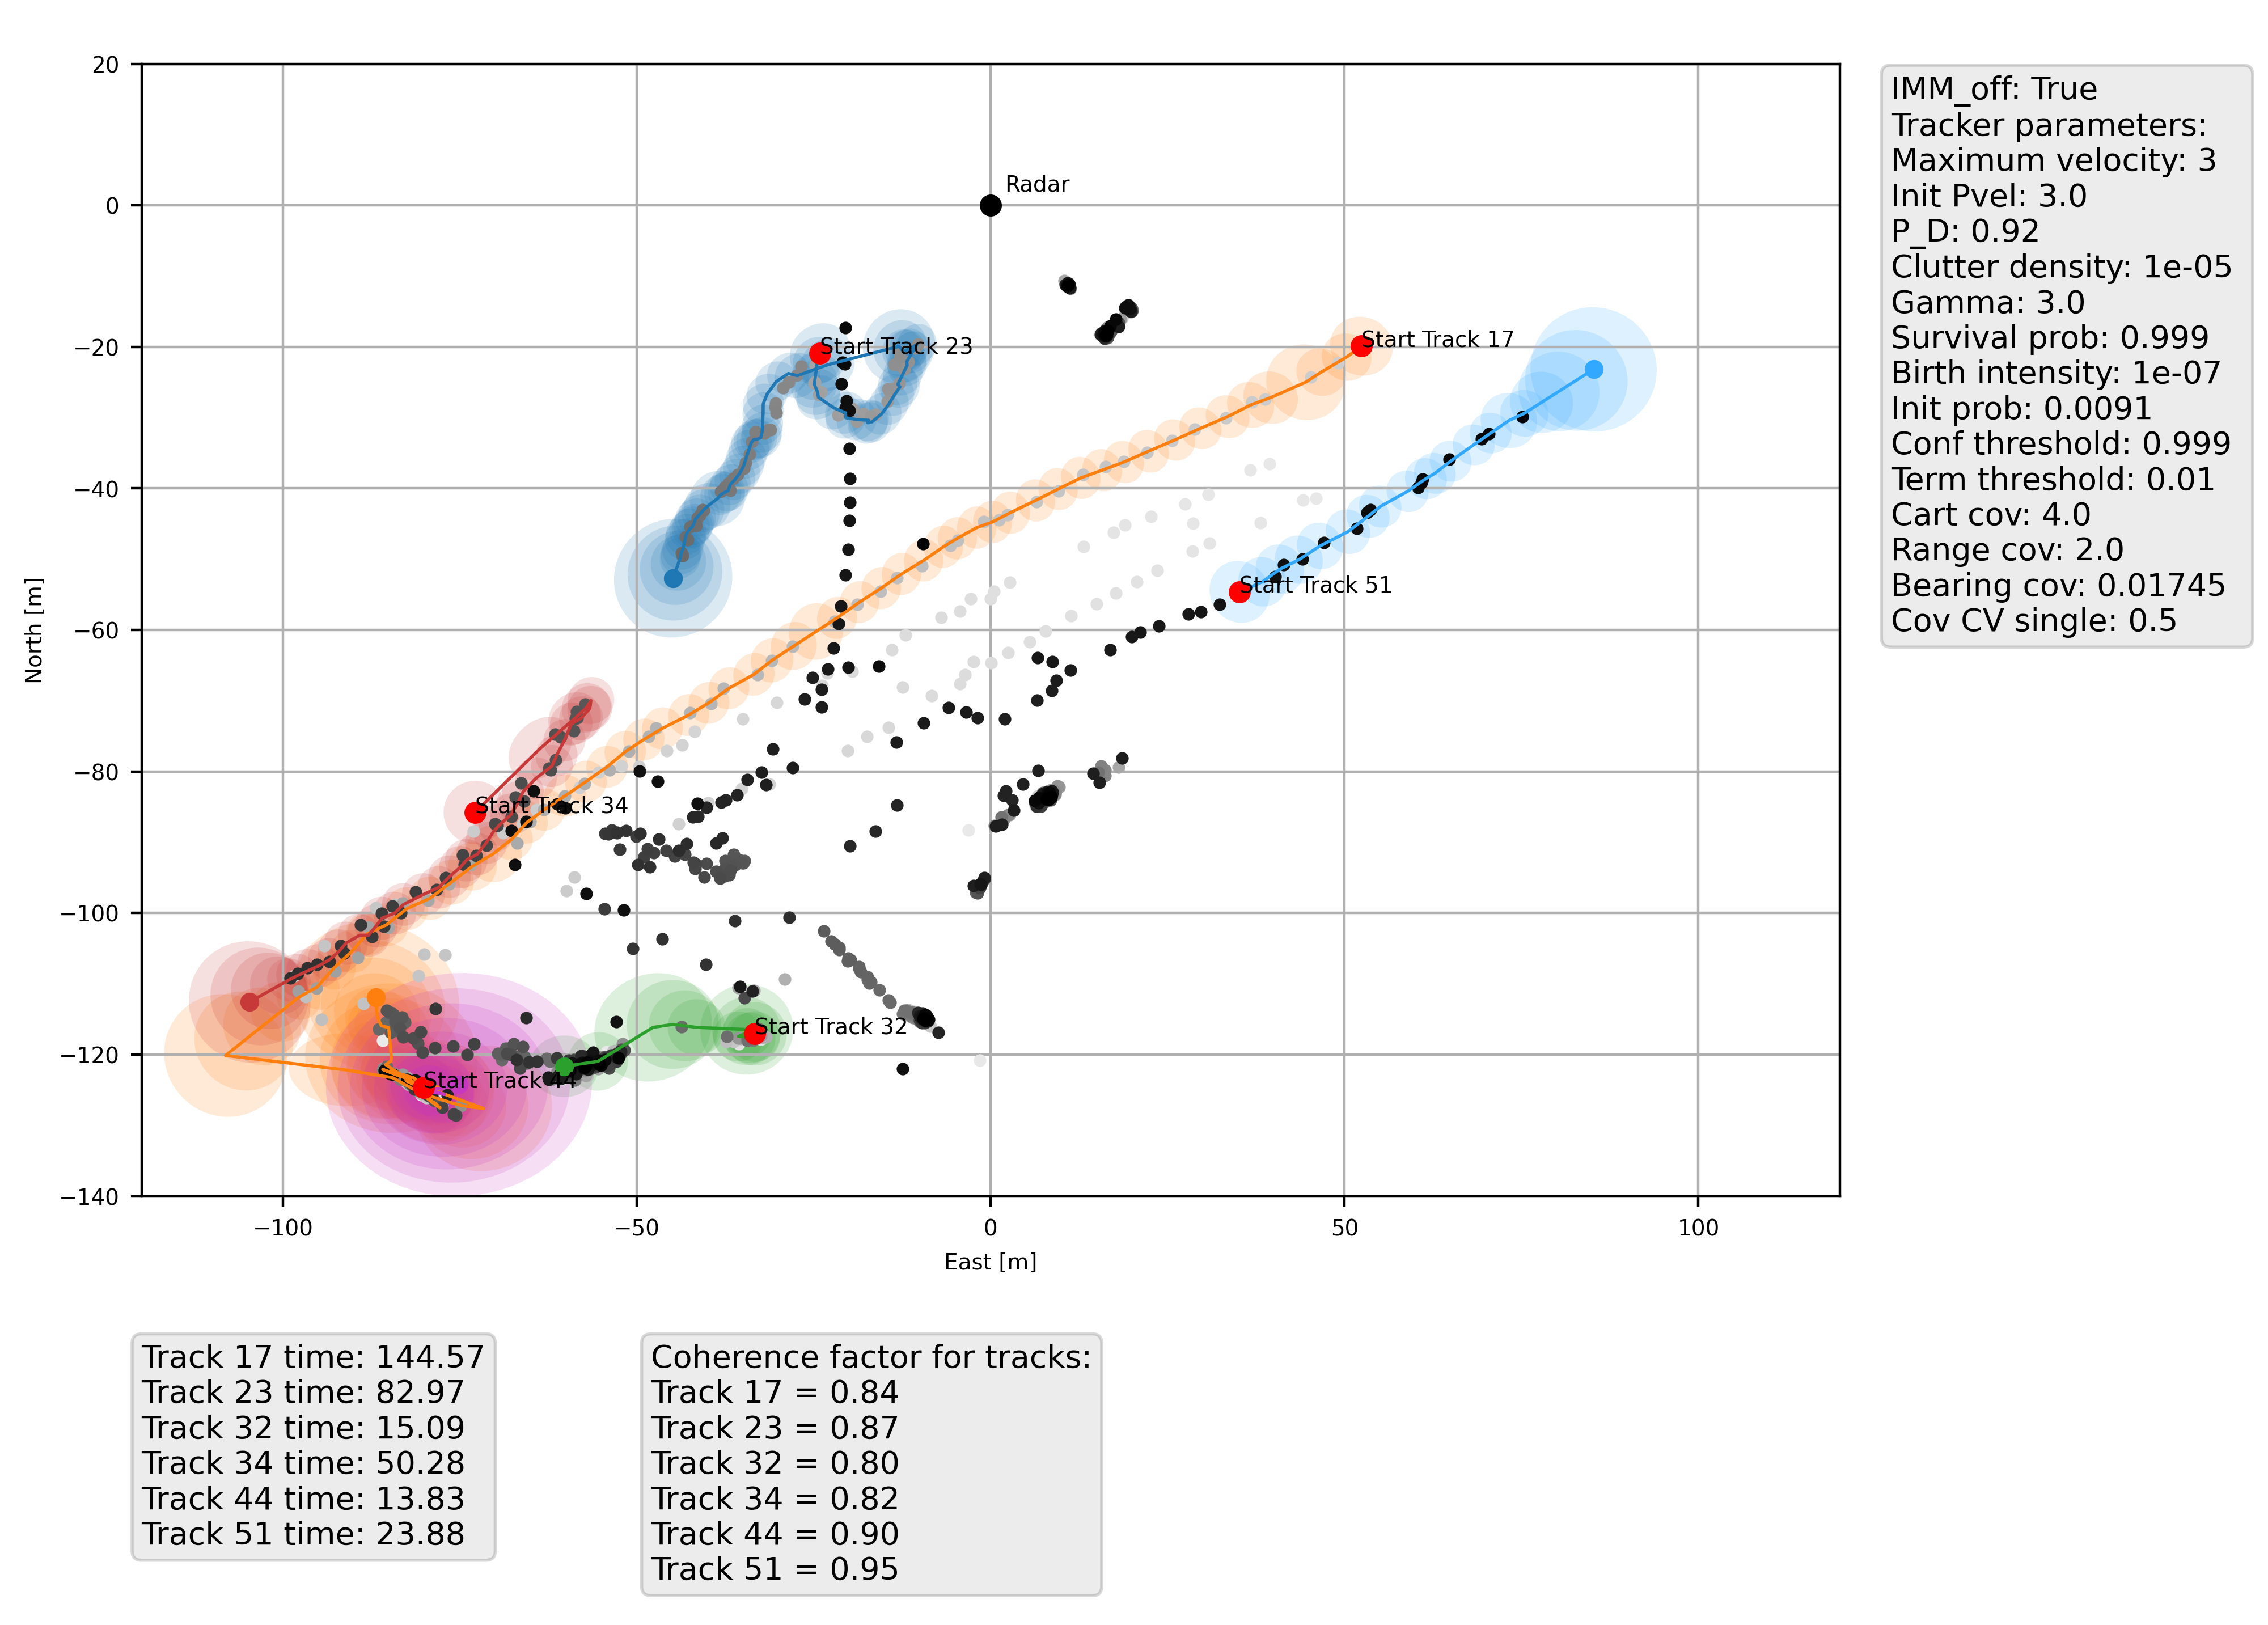 20
0
−20
−40
−60
−80
−100
−120
−140
−100
−50
0
50
100
North [m]
East [m]
Radar
Start Track 23
Start Track 17
Start Track 51
Start Track 34
Start Track 32
Start Track 44
IMM_off: True
Tracker parameters:
Maximum velocity: 3
Init Pvel: 3.0
P_D: 0.92
Clutter density: 1e-05
Gamma: 3.0
Survival prob: 0.999
Birth intensity: 1e-07
Init prob: 0.0091
Conf threshold: 0.999
Term threshold: 0.01
Cart cov: 4.0
Range cov: 2.0
Bearing cov: 0.01745
Cov CV single: 0.5
Track 17 time: 144.57
Track 23 time: 82.97
Track 32 time: 15.09
Track 34 time: 50.28
Track 44 time: 13.83
Track 51 time: 23.88
Coherence factor for tracks:
Track 17 = 0.84
Track 23 = 0.87
Track 32 = 0.80
Track 34 = 0.82
Track 44 = 0.90
Track 51 = 0.95